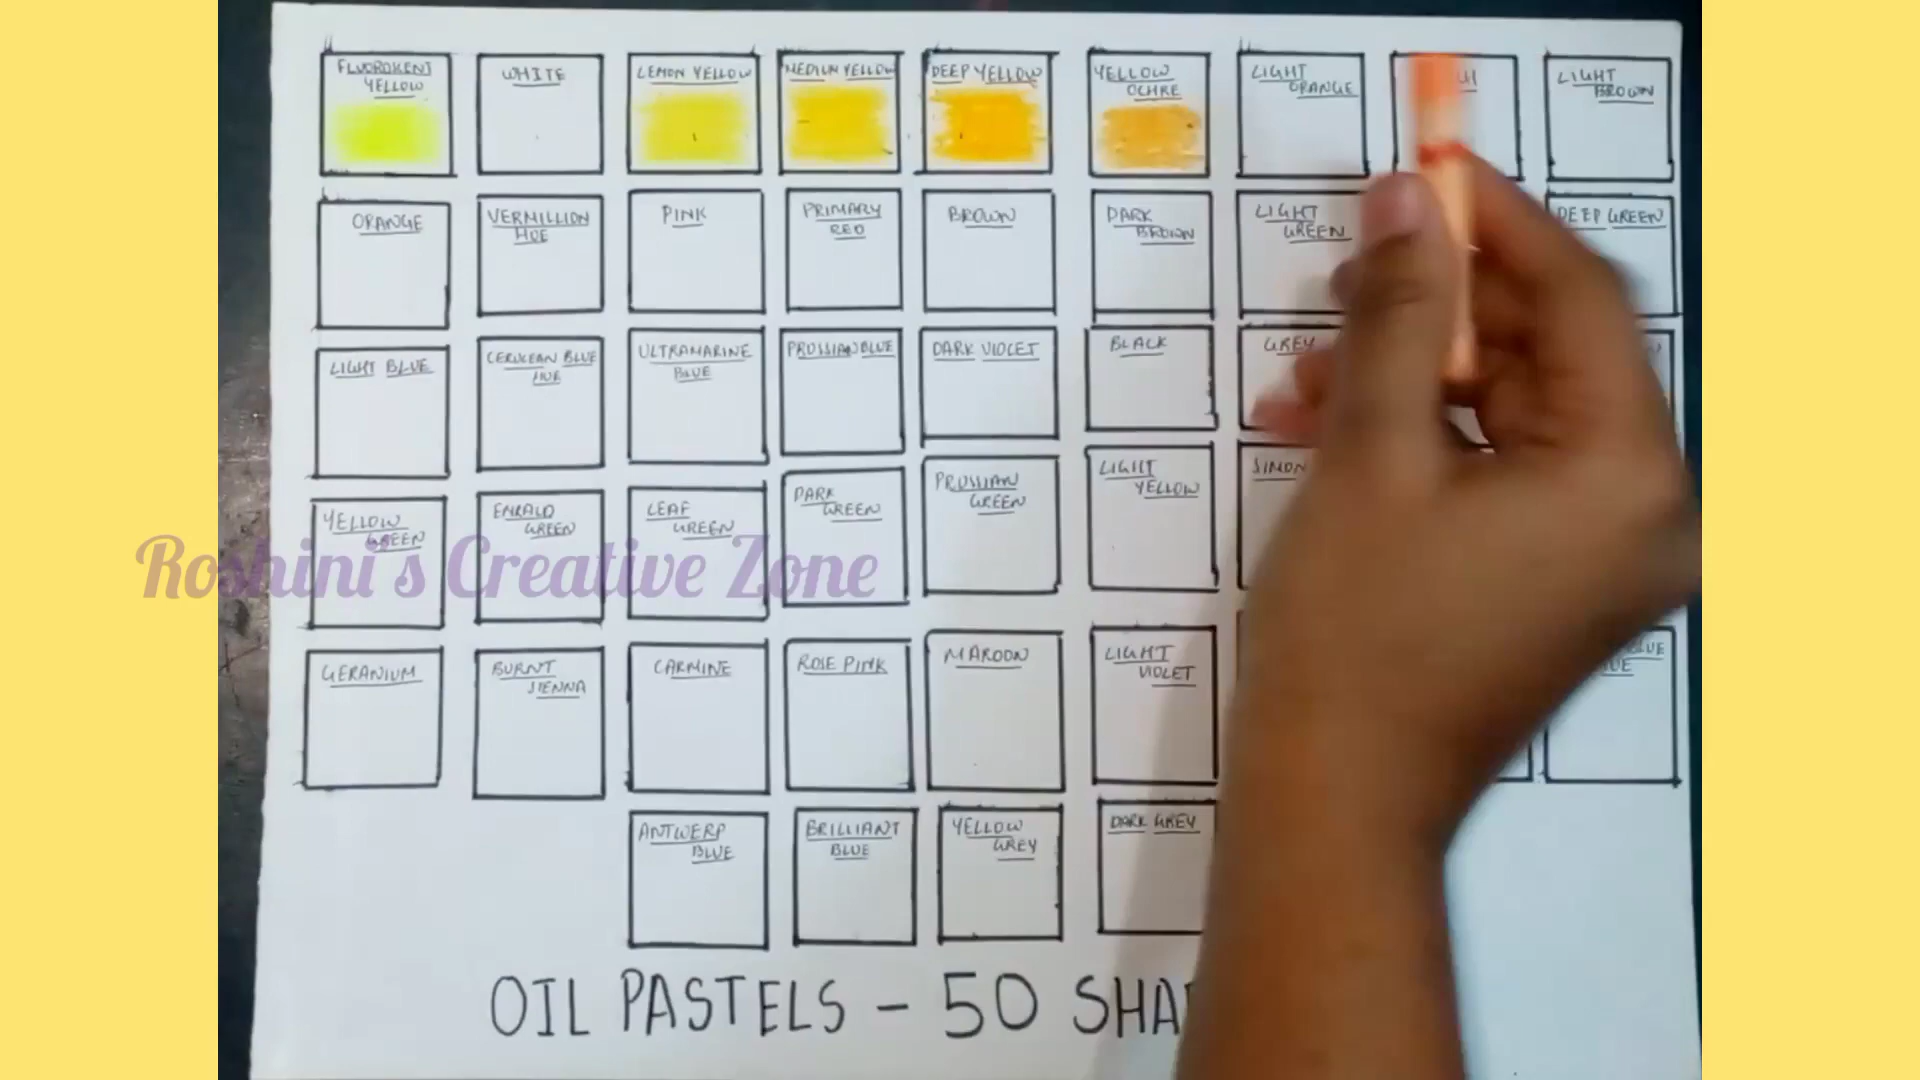 FLUOROKENT
YELLOW
WHITE
LEMON YELLOW
MEDIUM YELLOW
DEEP YELLOW
YELLOW
OCHRE
LIGHT
ORANGE
LIGHT
BROWN
ORANGE
VERMILLION
HUE
PINK
PRIMARY
RED
BROWN
DARK
BROWN
LIGHT
GREEN
DEEP GREEN
LIGHT BLUE
CERULEAN BLUE
HUE
ULTRAMARINE
BLUE
PRUSSIAN BLUE
DARK VIOLET
BLACK
GREY
YELLOW
GREEN
EMRALD
GREEN
LEAF
GREEN
DARK
GREEN
PRUSSIAN
GREEN
LIGHT
YELLOW
Roshini's Creative Zone
GERANIUM
BURNT
SIENNA
CARMINE
ROSE PINK
MAROON
LIGHT
VIOLET
BLUE
ANTWERP
BLUE
BRILLIANT
BLUE
YELLOW
GREY
DARK GREY
OIL PASTELS - 50 SHA